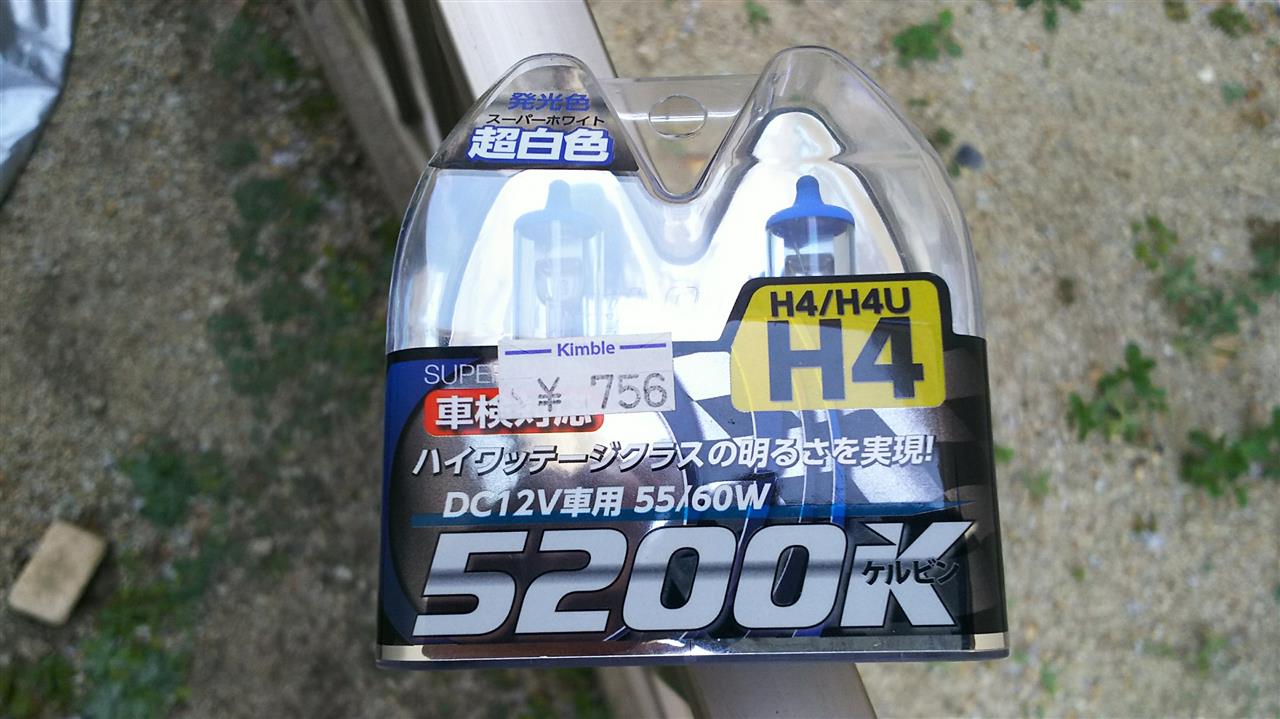 発光色
スーパーホワイト
超白色
H4/H4U
H4
Kimble
¥ 756
車検対応
ハイワッテージクラスの明るさを実現!
DC12V車用 55/60W
5200K
ケルビン